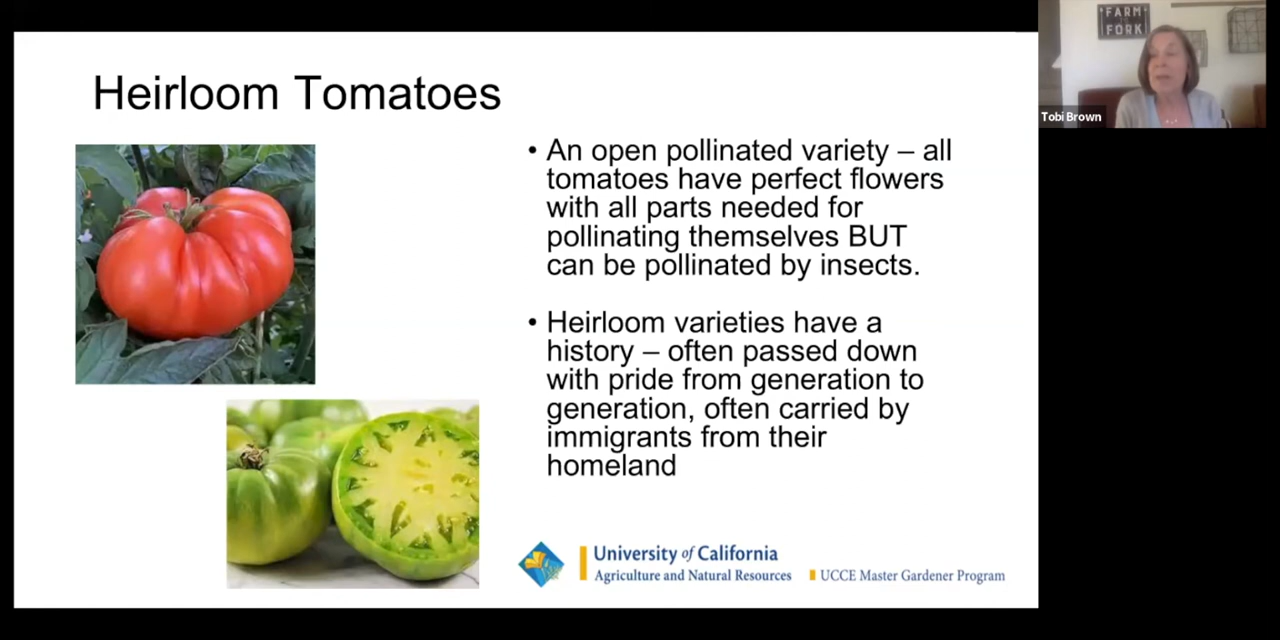 Heirloom Tomatoes
• An open pollinated variety – all
tomatoes have perfect flowers
with all parts needed for
pollinating themselves BUT
can be pollinated by insects.
• Heirloom varieties have a
history – often passed down
with pride from generation to
generation, often carried by
immigrants from their
homeland
University of California
Agriculture and Natural Resources
UCCE Master Gardener Program
FARM
FORK
Tobi Brown